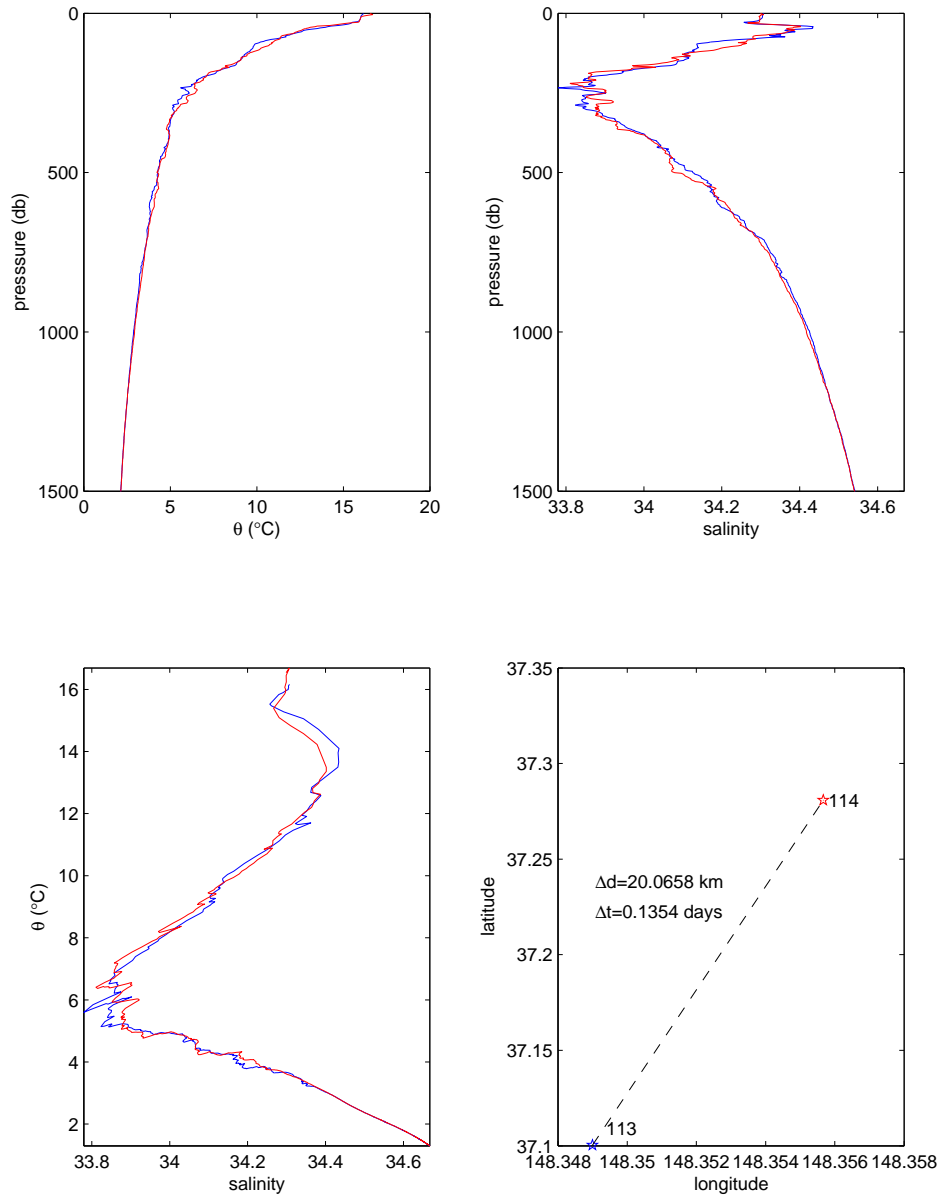 0
500
1000
1500
presssure (db)
0 5 10 15 20
θ (°C)
0
500
1000
1500
pressure (db)
33.8 34 34.2 34.4 34.6
salinity
16
14
12
10
8
6
4
2
θ (°C)
33.8 34 34.2 34.4 34.6
salinity
37.35
37.3
37.25
37.2
37.15
37.1
latitude
114
Δd=20.0658 km
Δt=0.1354 days
113
148.348 148.35 148.352 148.354 148.356 148.358
longitude